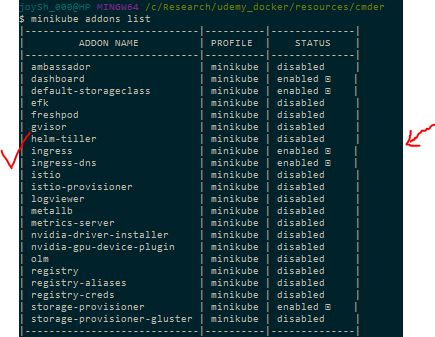 joySh_000@HP MINGW64 /c/Research/udemy_docker/resources/cmder
$ minikube addons list
|-----------------------------|----------|--------------|
|         ADDON NAME          | PROFILE  |    STATUS    |
|-----------------------------|----------|--------------|
| ambassador                  | minikube | disabled     |
| dashboard                   | minikube | enabled     |
| default-storageclass        | minikube | enabled     |
| efk                         | minikube | disabled     |
| freshpod                    | minikube | disabled     |
| gvisor                      | minikube | disabled     |
| helm-tiller                 | minikube | disabled     |
| ingress                     | minikube | enabled     |
| ingress-dns                 | minikube | enabled     |
| istio                       | minikube | disabled     |
| istio-provisioner           | minikube | disabled     |
| logviewer                   | minikube | disabled     |
| metallb                     | minikube | disabled     |
| metrics-server              | minikube | disabled     |
| nvidia-driver-installer     | minikube | disabled     |
| nvidia-gpu-device-plugin    | minikube | disabled     |
| olm                         | minikube | disabled     |
| registry                    | minikube | disabled     |
| registry-aliases            | minikube | disabled     |
| registry-creds              | minikube | disabled     |
| storage-provisioner         | minikube | enabled     |
| storage-provisioner-gluster | minikube | disabled     |
|-----------------------------|----------|--------------|